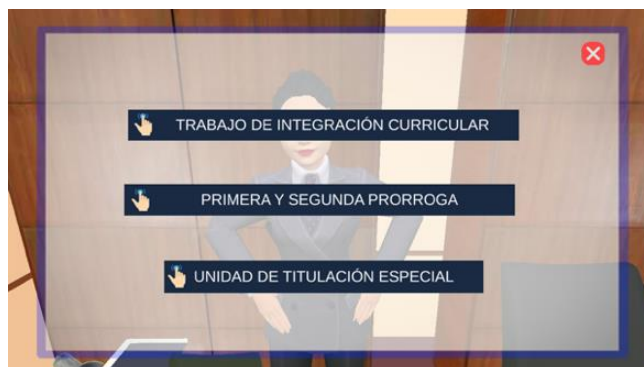 TRABAJO DE INTEGRACIÓN CURRICULAR
PRIMERA Y SEGUNDA PRORROGA
UNIDAD DE TITULACIÓN ESPECIAL